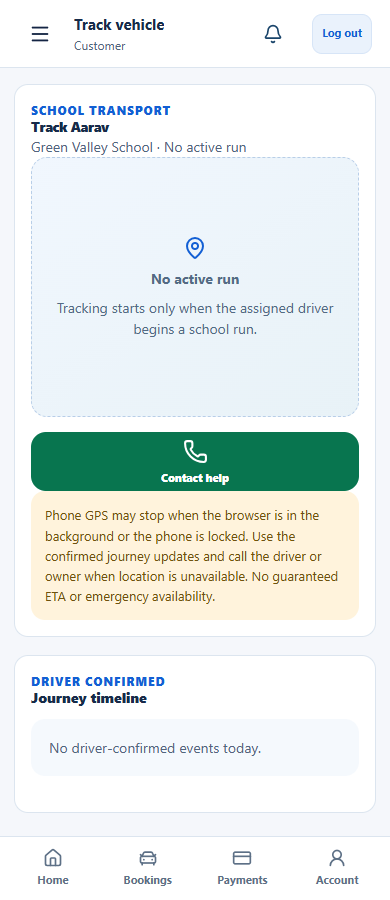 Track vehicle
Customer
Log out
SCHOOL TRANSPORT
Track Aarav
Green Valley School · No active run
No active run
Tracking starts only when the assigned driver
begins a school run.
Contact help
Phone GPS may stop when the browser is in the
background or the phone is locked. Use the
confirmed journey updates and call the driver or
owner when location is unavailable. No guaranteed
ETA or emergency availability.
DRIVER CONFIRMED
Journey timeline
No driver-confirmed events today.
Home
Bookings
Payments
Account